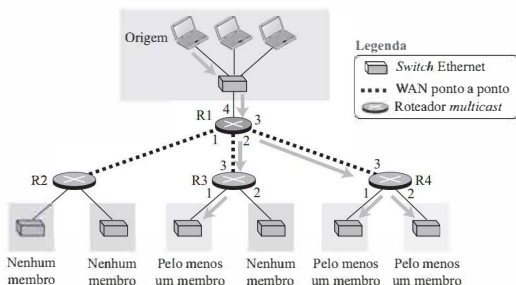 Origem
Legenda
Switch Ethernet
WAN ponto a ponto
Roteador multicast
4
R1
3
1
2
R2
3
R3
1
2
3
R4
1
2
Nenhum
membro
Nenhum
membro
Pelo menos
um membro
Nenhum
membro
Pelo menos
um membro
Pelo menos
um membro